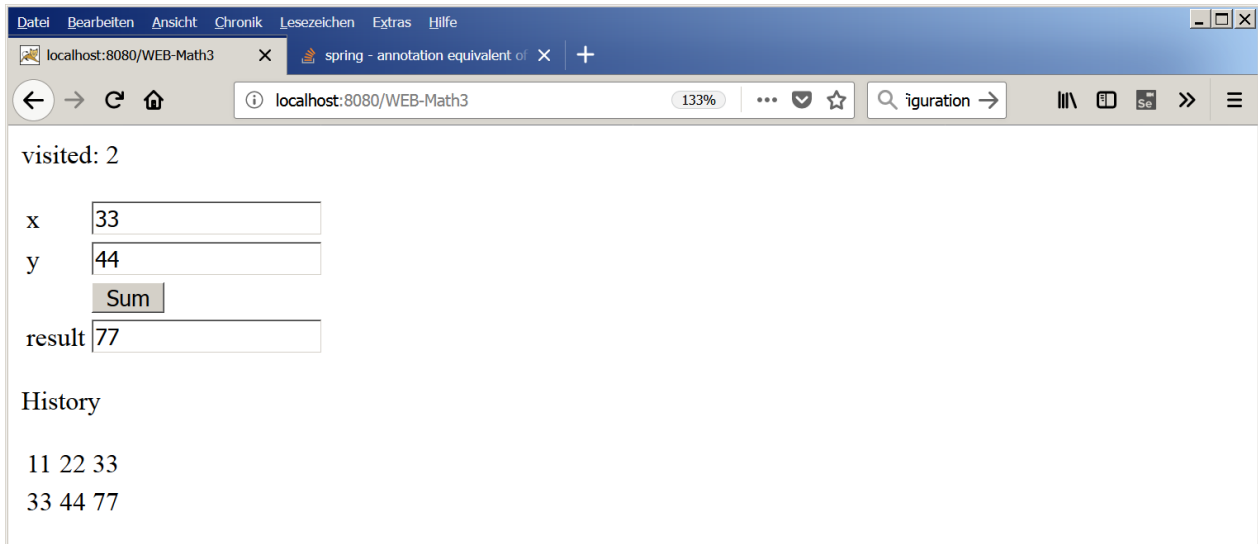 Datei Bearbeiten Ansicht Chronik Lesezeichen Extras Hilfe
localhost:8080/WEB-Math3 spring - annotation equivalent of
localhost:8080/WEB-Math3 133% iguration
Se
visited: 2
x 33
y 44
Sum
result 77
History
11 22 33
33 44 77